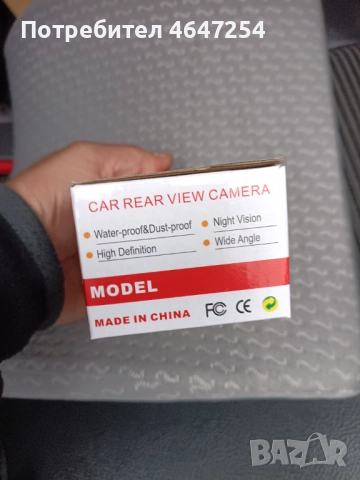 Потребител 4647254
CAR REAR VIEW CAMERA
Water-proof&Dust-proof
Night Vision
High Definition
Wide Angle
MODEL
MADE IN CHINA FC CE
BAZAR